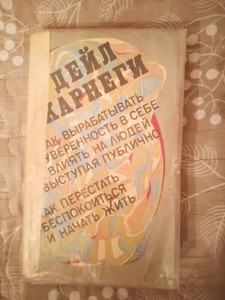 ДЕЙЛ
КАРНЕГИ
КАК ВЫРАБАТЫВАТЬ
УВЕРЕННОСТЬ В СЕБЕ
И ВЛИЯТЬ НА ЛЮДЕЙ
ВЫСТУПАЯ ПУБЛИЧНО
КАК ПЕРЕСТАТЬ
БЕСПОКОИТЬСЯ
И НАЧАТЬ ЖИТЬ